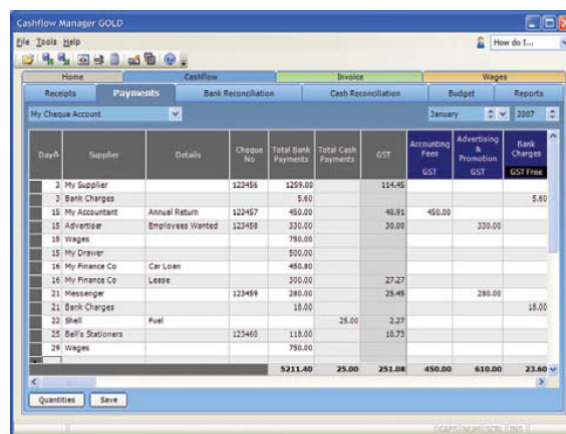 Cashflow Manager GOLD
File Tools Help
How do I...
Home Cashflow Invoice Wages
Receipts Payments Bank Reconciliation Cash Reconciliation Budget Reports
My Cheque Account January 2007
Day Supplier Details Cheque No Total Bank Payments Total Cash Payments GST Accounting Fees GST Advertising & Promotion GST Bank Charges GST Free
3 My Supplier 123456 1259.00 114.45
3 Bank Charges 5.60 5.60
15 My Accountant Annual Return 123457 450.00 40.91 450.00
15 Advertiser Employees Wanted 123458 330.00 30.00 330.00
15 Wages 750.00
15 My Drawer 500.00
16 My Finance Co Car Loan 450.80
16 My Finance Co Lease 300.00 27.27
21 Messenger 123459 280.00 25.45 280.00
21 Bank Charges 18.00 18.00
22 Shell Fuel 25.00 2.27
25 Bell's Stationers 123460 118.00 10.73
29 Wages 750.00
5211.40 25.00 251.08 450.00 610.00 23.60
Quantities Save
CAPS NUM SCRL INS